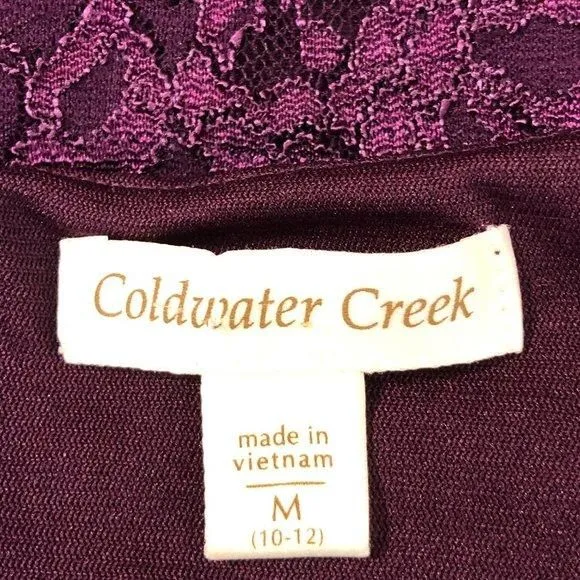 Coldwater Creek
made in
vietnam
M
(10-12)